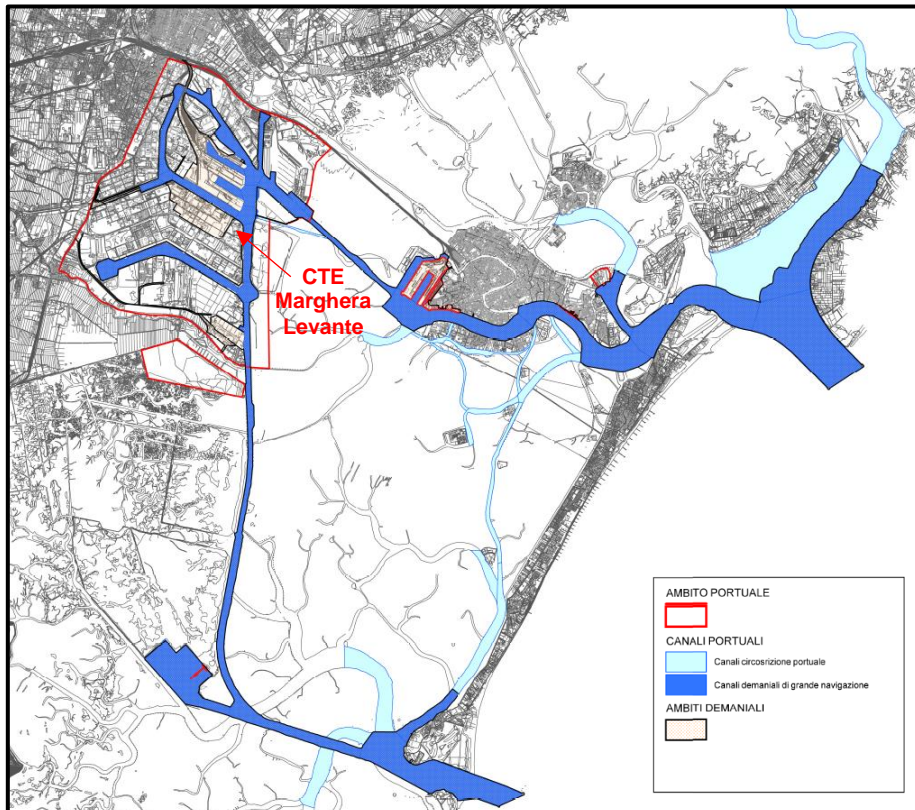 CTE
Marghera
Levante
AMBITO PORTUALE
CANALI PORTUALI
Canali circosrizione portuale
Canali demaniali di grande navigazione
AMBITI DEMANIALI